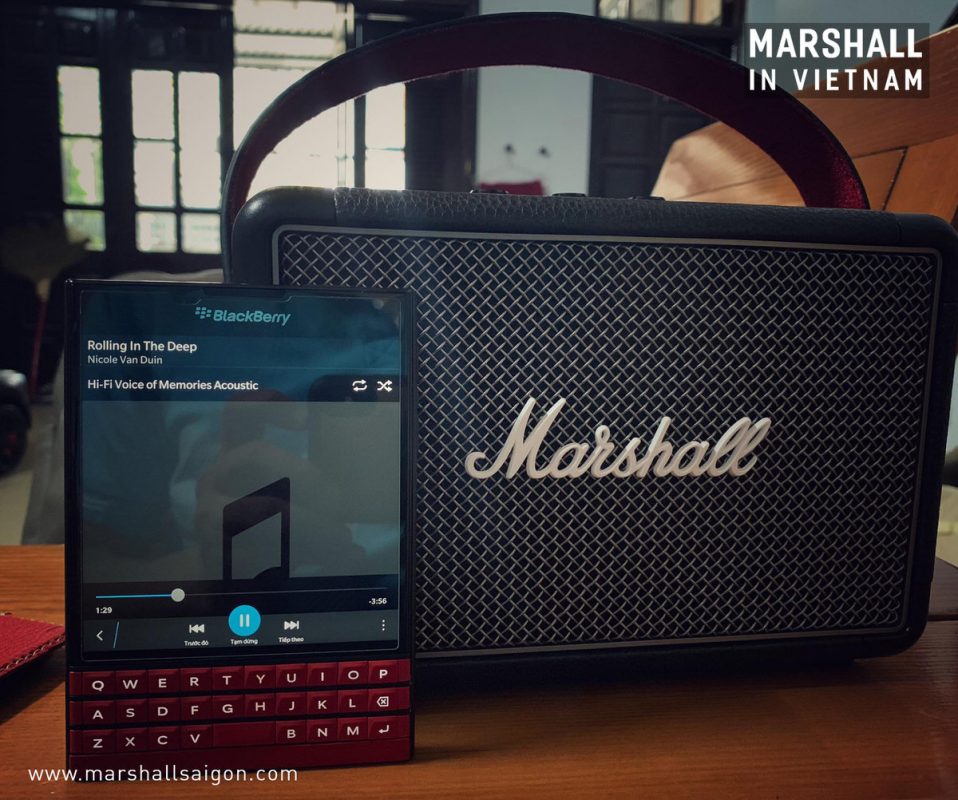 MARSHALL
IN VIETNAM
BlackBerry
Rolling In The Deep
Nicole Van Duin
Hi-Fi Voice of Memories Acoustic
Marshall
1:29
-3:56
Trước đó
Tạm dừng
Tiếp theo
Q W E R T Y U I O P
A S D F G H J K L
Z X C V B N M
www.marshallsaigon.com